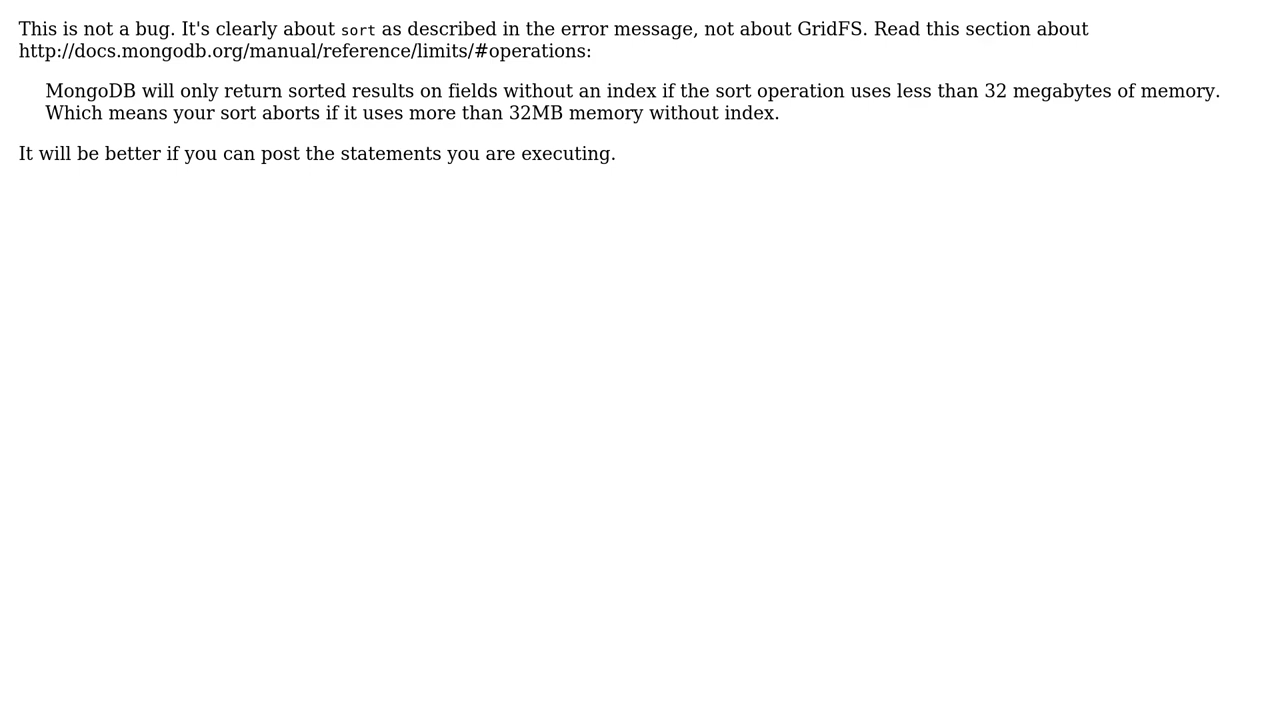 This is not a bug. It's clearly about sort as described in the error message, not about GridFS. Read this section about
http://docs.mongodb.org/manual/reference/limits/#operations:
MongoDB will only return sorted results on fields without an index if the sort operation uses less than 32 megabytes of memory.
Which means your sort aborts if it uses more than 32MB memory without index.
It will be better if you can post the statements you are executing.